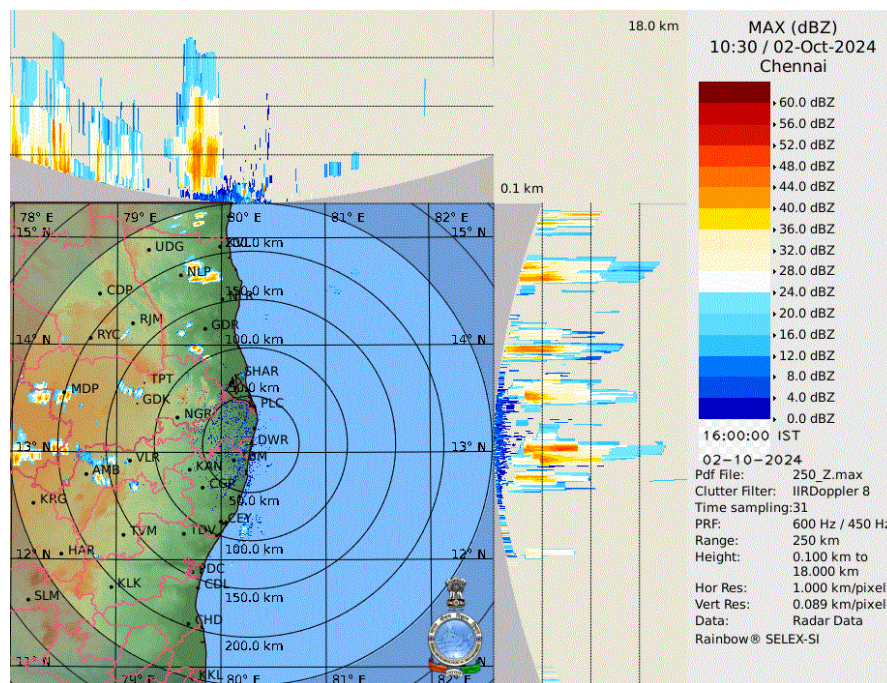 18.0 km
0.1 km
MAX (dBZ)
10:30 / 02-Oct-2024
Chennai
60.0 dBZ
56.0 dBZ
52.0 dBZ
48.0 dBZ
44.0 dBZ
40.0 dBZ
36.0 dBZ
32.0 dBZ
28.0 dBZ
24.0 dBZ
20.0 dBZ
16.0 dBZ
12.0 dBZ
8.0 dBZ
4.0 dBZ
0.0 dBZ
16:00:00 IST
02-10-2024
Pdf File: 250_Z.max
Clutter Filter: IIRDoppler 8
Time sampling:31
PRF: 600 Hz / 450 Hz
Range: 250 km
Height: 0.100 km to
18.000 km
Hor Res: 1.000 km/pixel
Vert Res: 0.089 km/pixel
Data: Radar Data
Rainbow® SELEX-SI
78° E 79° E 80° E 81° E 82° E
15° N 15° N
UDG
NLP
CDP
150.0 km
RJM
GDR
RYC
100.0 km
14° N 14° N
SHAR
TPT
50.0 km
MDP
GDK
PLC
NGR
DWR
13° N 13° N
VLR
AMB
KAN
CGP
KRG
50.0 km
CEY
TVM
TDV
100.0 km
HAR
12° N 12° N
PDC
KLK
CDL
SLM
150.0 km
CHD
200.0 km
11° N 11° N
KKL
79° E 80° E 81° E 82° E